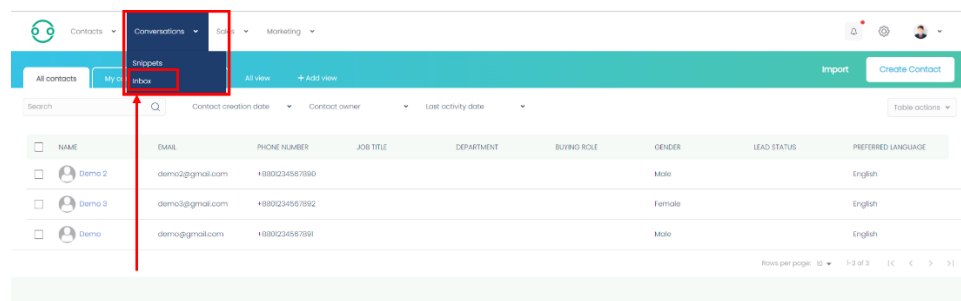 Contacts Conversations Sales Marketing
Snippets
Inbox
All contacts My co All view + Add view Import Create Contact
Search Contact creation date Contact owner Last activity date Table actions
NAME EMAIL PHONE NUMBER JOB TITLE DEPARTMENT BUYING ROLE GENDER LEAD STATUS PREFERRED LANGUAGE
Demo 2 demo2@gmail.com +8801234567890 Male English
Demo 3 demo3@gmail.com +8801234567892 Female English
Demo demo@gmail.com +8801234567891 Male English
Rows per page: 10 1-3 of 3